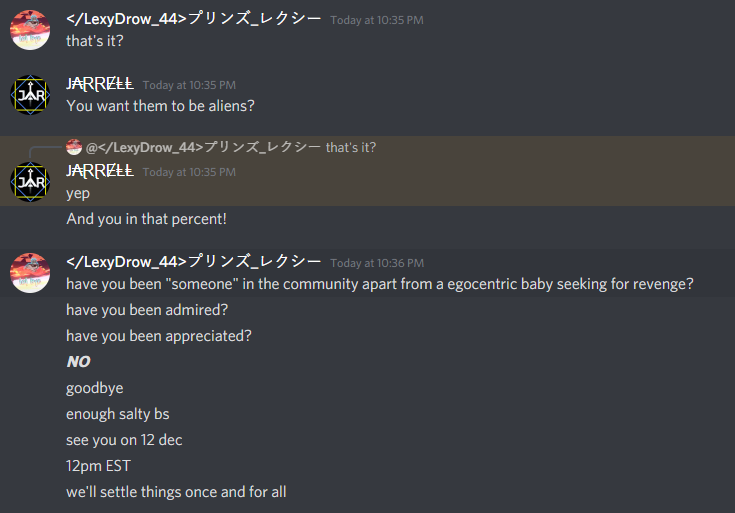 </LexyDrow_44>プリンズ_レクシー Today at 10:35 PM
that's it?
J₳ⱤⱤɆⱠⱠ Today at 10:35 PM
You want them to be aliens?
@</LexyDrow_44>プリンズ_レクシー that's it?
J₳ⱤⱤɆⱠⱠ Today at 10:35 PM
yep
And you in that percent!
</LexyDrow_44>プリンズ_レクシー Today at 10:36 PM
have you been "someone" in the community apart from a egocentric baby seeking for revenge?
have you been admired?
have you been appreciated?
NO
goodbye
enough salty bs
see you on 12 dec
12pm EST
we'll settle things once and for all